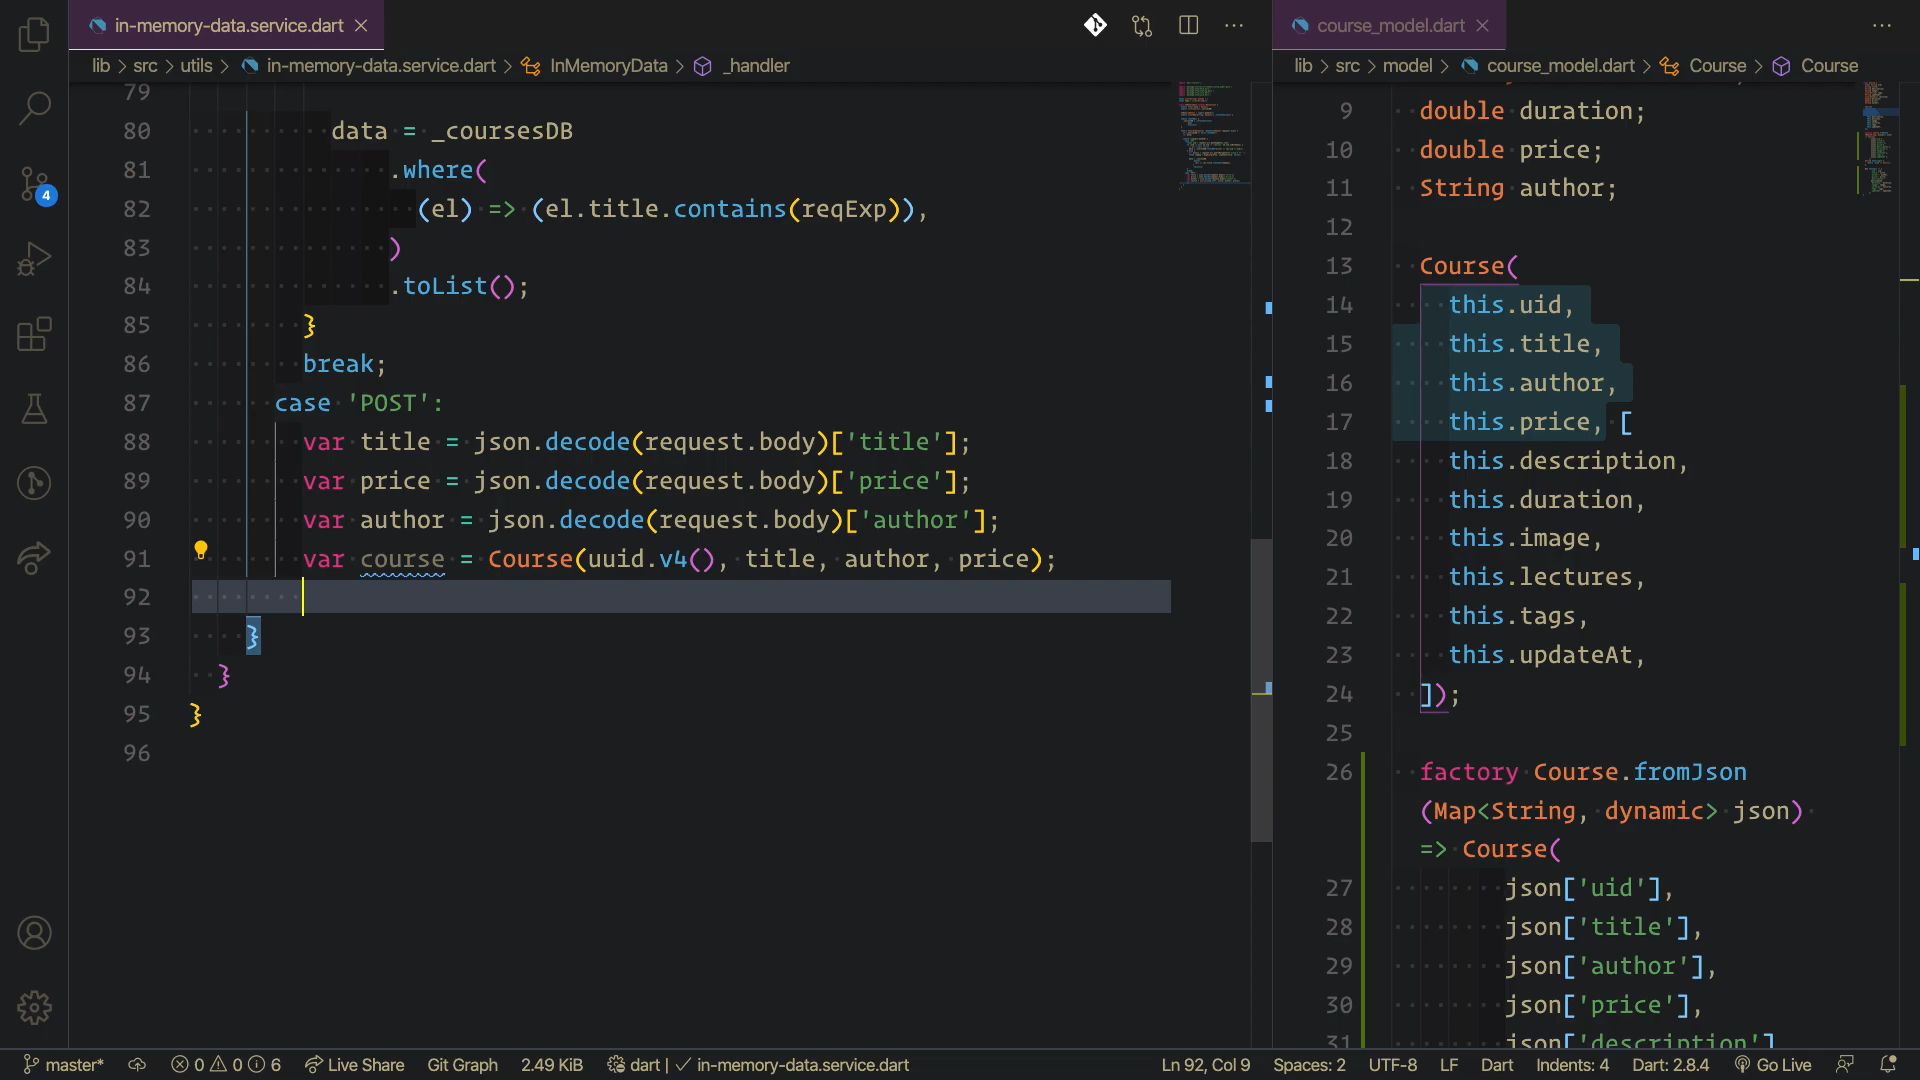 in-memory-data.service.dart
lib > src > utils > in-memory-data.service.dart > InMemoryData > _handler
79
80 data = _coursesDB
81 .where(
82 (el) => (el.title.contains(reqExp)),
83 )
84 .toList();
85 }
86 break;
87 case 'POST':
88 var title = json.decode(request.body)['title'];
89 var price = json.decode(request.body)['price'];
90 var author = json.decode(request.body)['author'];
91 var course = Course(uuid.v4(), title, author, price);
92
93 }
94 }
95 }
96
4
course_model.dart
lib > src > model > course_model.dart > Course > Course
9 double duration;
10 double price;
11 String author;
12
13 Course(
14 this.uid,
15 this.title,
16 this.author,
17 this.price, [
18 this.description,
19 this.duration,
20 this.image,
21 this.lectures,
22 this.tags,
23 this.updateAt,
24 ]);
25
26 factory Course.fromJson
(Map<String, dynamic> json)
=> Course(
27 json['uid'],
28 json['title'],
29 json['author'],
30 json['price'],
31 json['description']
master* 0 0 6 Live Share Git Graph 2.49 KiB dart | ✓ in-memory-data.service.dart Ln 92, Col 9 Spaces: 2 UTF-8 LF Dart Indents: 4 Dart: 2.8.4 Go Live